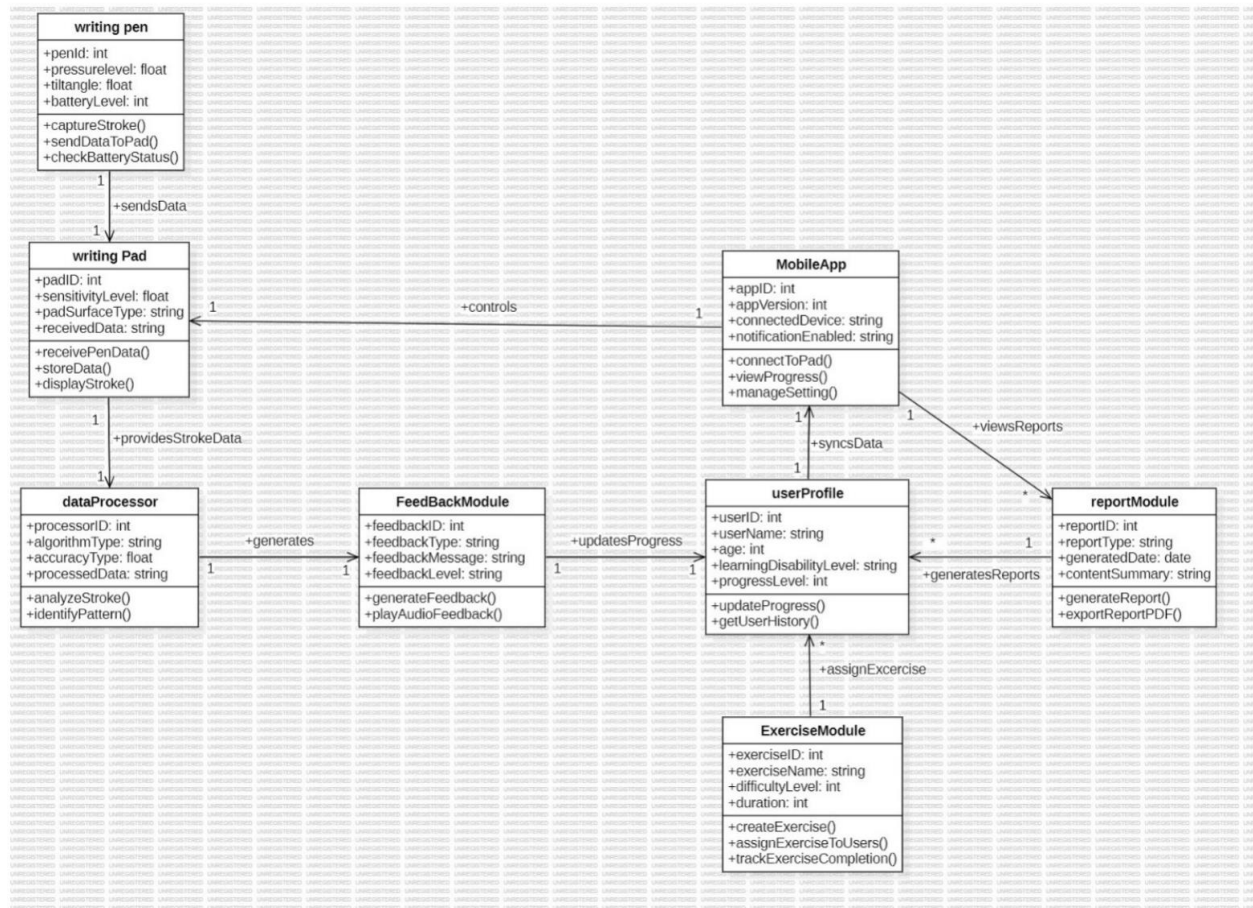 writing pen
+penId: int
+pressurelevel: float
+tiltangle: float
+batteryLevel: int
+captureStroke()
+sendDataToPad()
+checkBatteryStatus()
1
+sendsData
1
writing Pad
+padID: int
+sensitivityLevel: float
+padSurfaceType: string
+receivedData: string
+receivePenData()
+storeData()
+displayStroke()
1
+controls
1
MobileApp
+appID: int
+appVersion: int
+connectedDevice: string
+notificationEnabled: string
+connectToPad()
+viewProgress()
+manageSetting()
1
+providesStrokeData
1
1
+syncsData
1
1
+viewsReports
*
dataProcessor
+processorID: int
+algorithmType: string
+accuracyType: float
+processedData: string
+analyzeStroke()
+identifyPattern()
+generates
1
1
FeedBackModule
+feedbackID: int
+feedbackType: string
+feedbackMessage: string
+feedbackLevel: string
+generateFeedback()
+playAudioFeedback()
+updatesProgress
1
1
userProfile
+userID: int
+userName: string
+age: int
+learningDisabilityLevel: string
+progressLevel: int
+updateProgress()
+getUserHistory()
*
1
+generatesReports
reportModule
+reportID: int
+reportType: string
+generatedDate: date
+contentSummary: string
+generateReport()
+exportReportPDF()
*
+assignExcercise
1
ExerciseModule
+exerciseID: int
+exerciseName: string
+difficultyLevel: int
+duration: int
+createExercise()
+assignExerciseToUsers()
+trackExerciseCompletion()